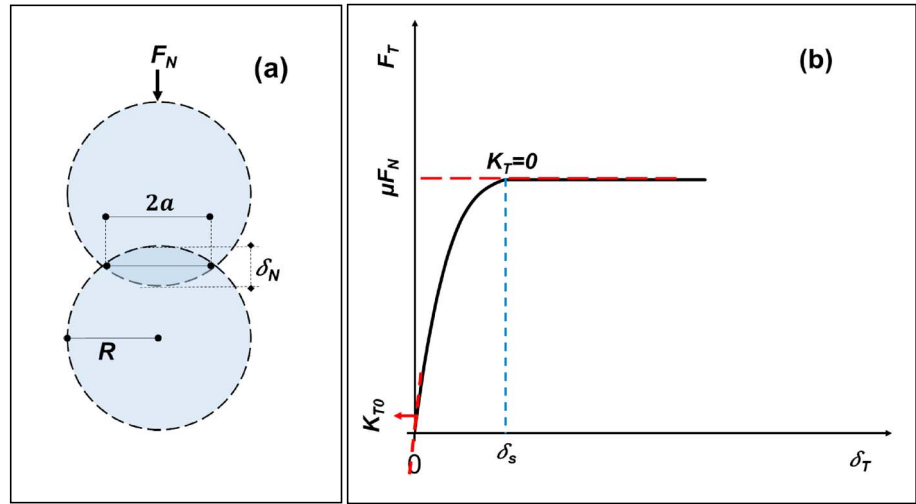 F_N
(a)
2a
δ_N
R
F_T
(b)
μF_N
K_T=0
K_T0
0
δ_s
δ_T